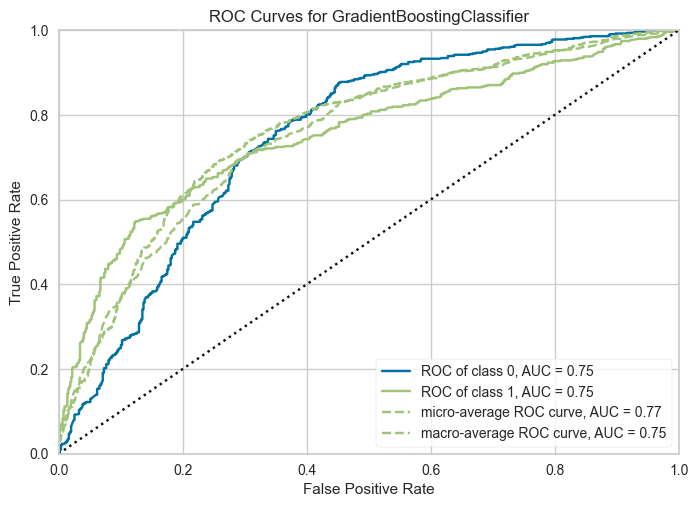 ROC Curves for GradientBoostingClassifier
True Positive Rate
1.0
0.8
0.6
0.4
0.2
0.0
0.0 0.2 0.4 0.6 0.8 1.0
False Positive Rate
ROC of class 0, AUC = 0.75
ROC of class 1, AUC = 0.75
micro-average ROC curve, AUC = 0.77
macro-average ROC curve, AUC = 0.75